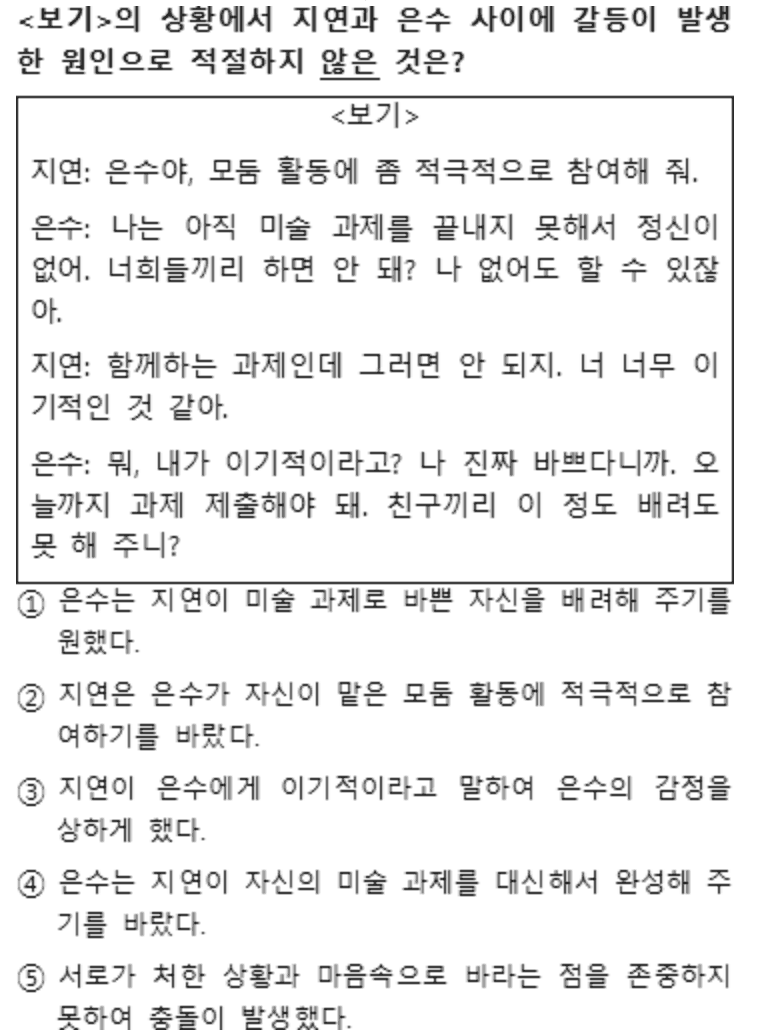 <보기>의 상황에서 지연과 은수 사이에 갈등이 발생
한 원인으로 적절하지 않은 것은?
<보기>
지연: 은수야, 모둠 활동에 좀 적극적으로 참여해 줘.
은수: 나는 아직 미술 과제를 끝내지 못해서 정신이
없어. 너희들끼리 하면 안 돼? 나 없어도 할 수 있잖
아.
지연: 함께하는 과제인데 그러면 안 되지. 너 너무 이
기적인 것 같아.
은수: 뭐, 내가 이기적이라고? 나 진짜 바쁘다니까. 오
늘까지 과제 제출해야 돼. 친구끼리 이 정도 배려도
못 해 주니?
① 은수는 지연이 미술 과제로 바쁜 자신을 배려해 주기를
원했다.
② 지연은 은수가 자신이 맡은 모둠 활동에 적극적으로 참
여하기를 바랐다.
③ 지연이 은수에게 이기적이라고 말하여 은수의 감정을
상하게 했다.
④ 은수는 지연이 자신의 미술 과제를 대신해서 완성해 주
기를 바랐다.
⑤ 서로가 처한 상황과 마음속으로 바라는 점을 존중하지
못하여 충돌이 발생했다.